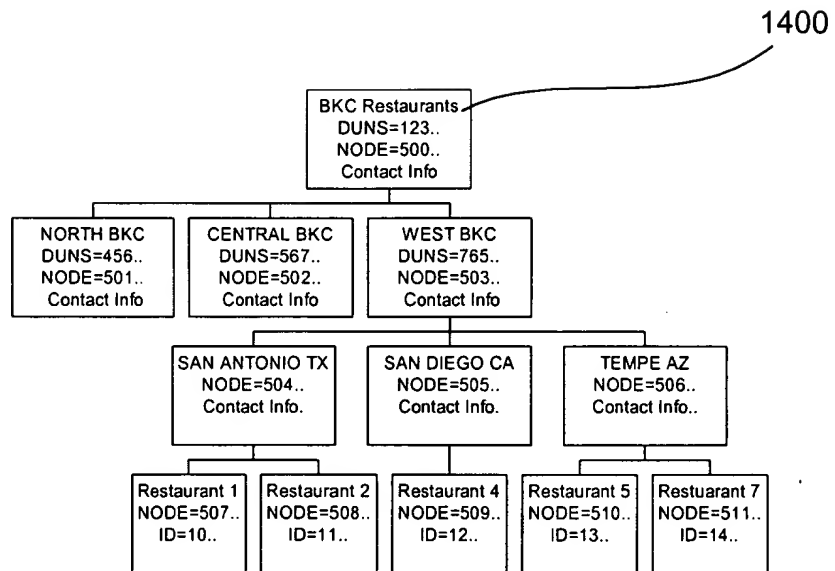 1400
BKC Restaurants
DUNS=123..
NODE=500..
Contact Info
NORTH BKC
DUNS=456..
NODE=501..
Contact Info
CENTRAL BKC
DUNS=567..
NODE=502..
Contact Info
WEST BKC
DUNS=765..
NODE=503..
Contact Info
SAN ANTONIO TX
NODE=504..
Contact Info.
SAN DIEGO CA
NODE=505..
Contact Info.
TEMPE AZ
NODE=506..
Contact Info..
Restaurant 1
NODE=507..
ID=10..
Restaurant 2
NODE=508..
ID=11..
Restaurant 4
NODE=509..
ID=12..
Restaurant 5
NODE=510..
ID=13..
Restuarant 7
NODE=511..
ID=14..